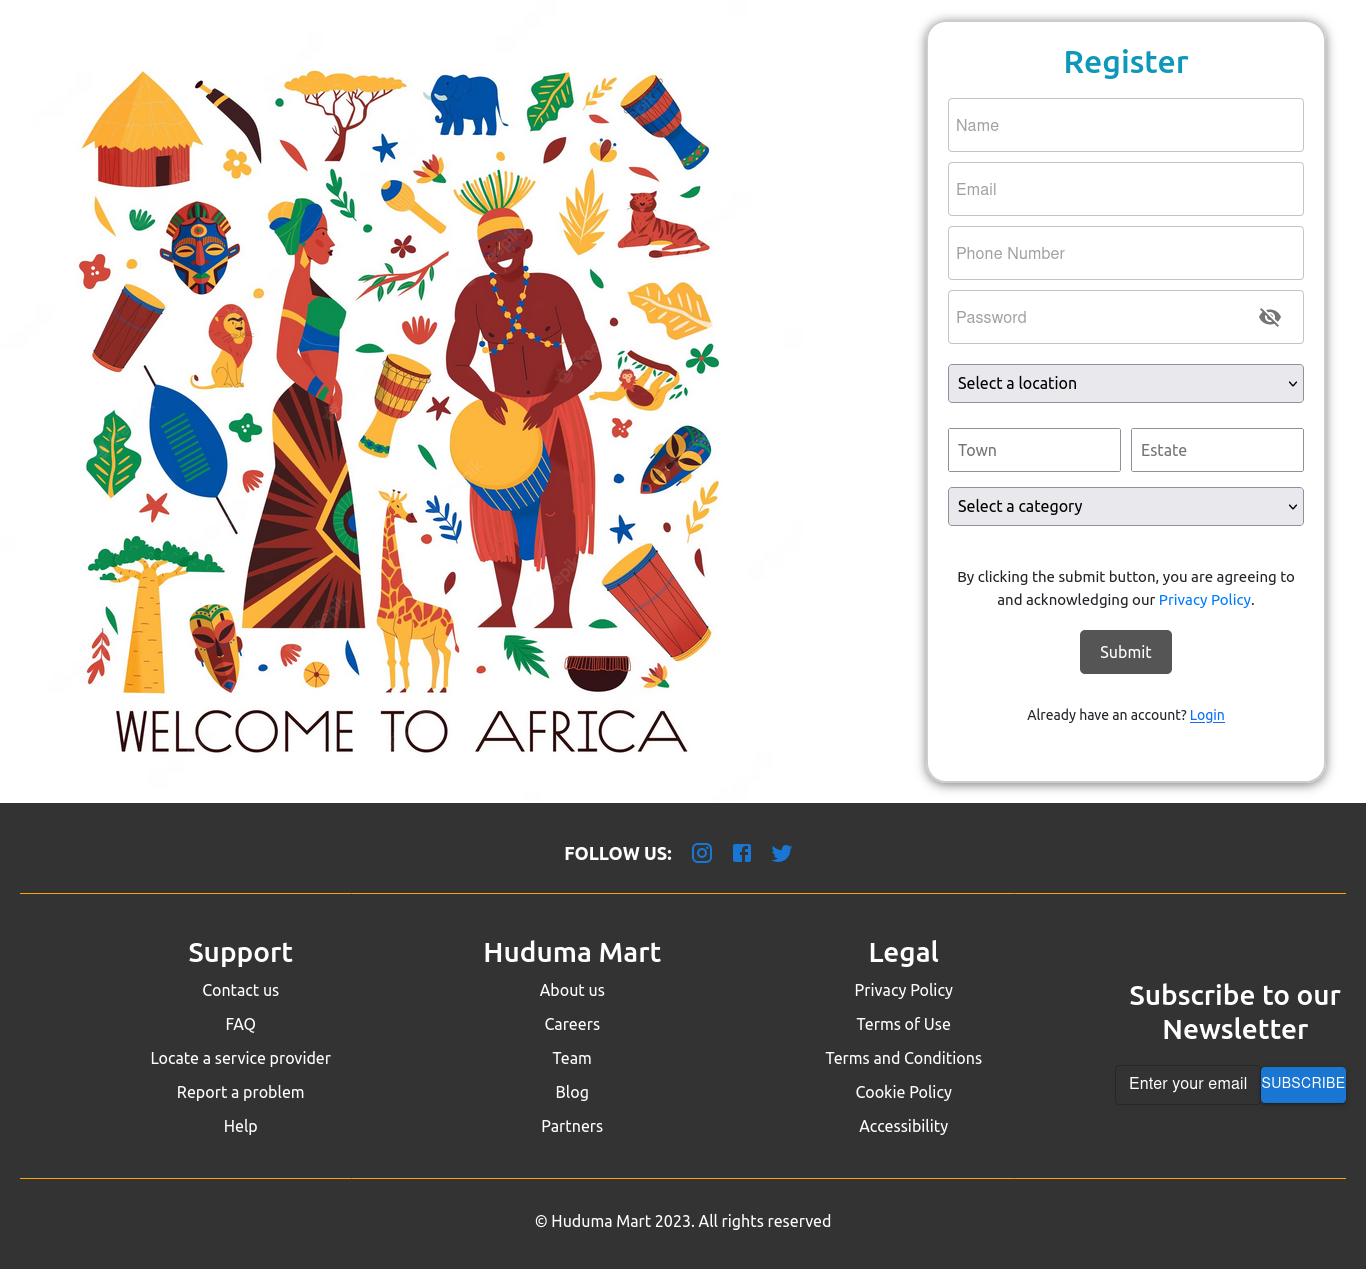 WELCOME TO AFRICA
Register
Name
Email
Phone Number
Password
Select a location
Town
Estate
Select a category
By clicking the submit button, you are agreeing to
and acknowledging our Privacy Policy.
Submit
Already have an account? Login
FOLLOW US:
Support
Contact us
FAQ
Locate a service provider
Report a problem
Help
Huduma Mart
About us
Careers
Team
Blog
Partners
Legal
Privacy Policy
Terms of Use
Terms and Conditions
Cookie Policy
Accessibility
Subscribe to our
Newsletter
Enter your email
SUBSCRIBE
© Huduma Mart 2023. All rights reserved